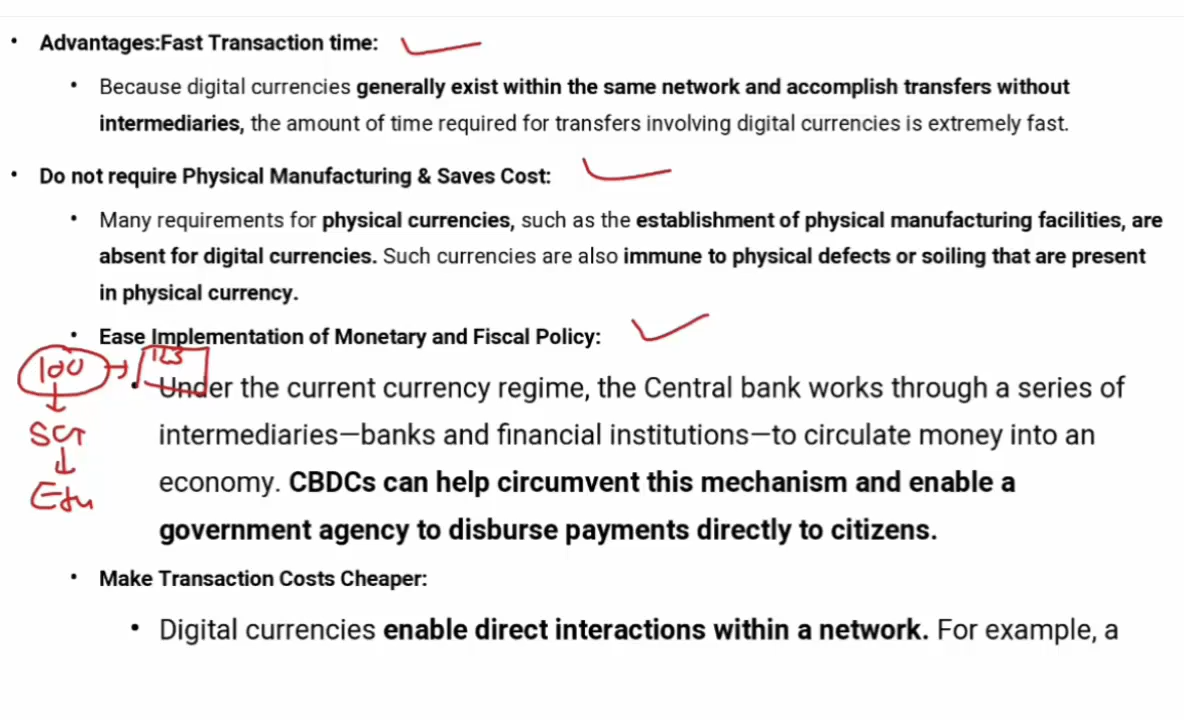 • Advantages:Fast Transaction time:
• Because digital currencies generally exist within the same network and accomplish transfers without
intermediaries, the amount of time required for transfers involving digital currencies is extremely fast.
• Do not require Physical Manufacturing & Saves Cost:
• Many requirements for physical currencies, such as the establishment of physical manufacturing facilities, are
absent for digital currencies. Such currencies are also immune to physical defects or soiling that are present
in physical currency.
• Ease Implementation of Monetary and Fiscal Policy:
100
123
• Under the current currency regime, the Central bank works through a series of
intermediaries—banks and financial institutions—to circulate money into an
economy. CBDCs can help circumvent this mechanism and enable a
government agency to disburse payments directly to citizens.
• Make Transaction Costs Cheaper:
• Digital currencies enable direct interactions within a network. For example, a